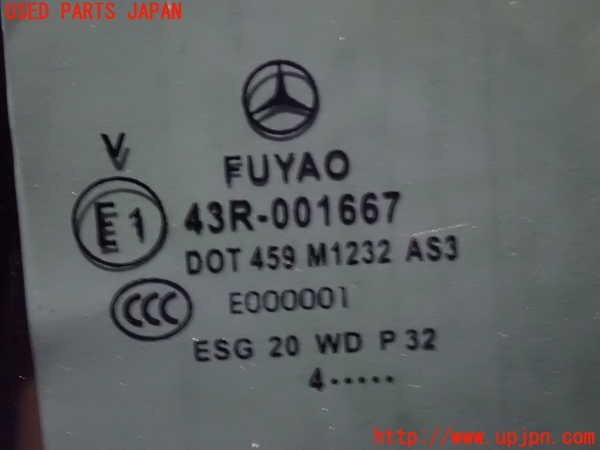 USED PARTS JAPAN
V
FUYAO
E1 43R-001667
DOT 459 M1232 AS3
CCC E000001
ESG 20 WD P 32
4·····
http://www.upjpn.com